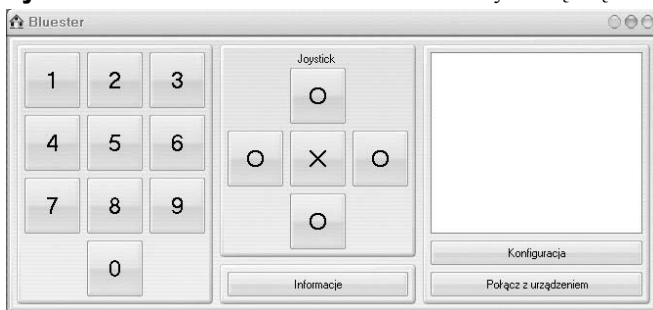 Bluester
1 2 3
4 5 6
7 8 9
0
Joystick
O
O X O
O
Informacje
Konfiguracja
Połącz z urządzeniem